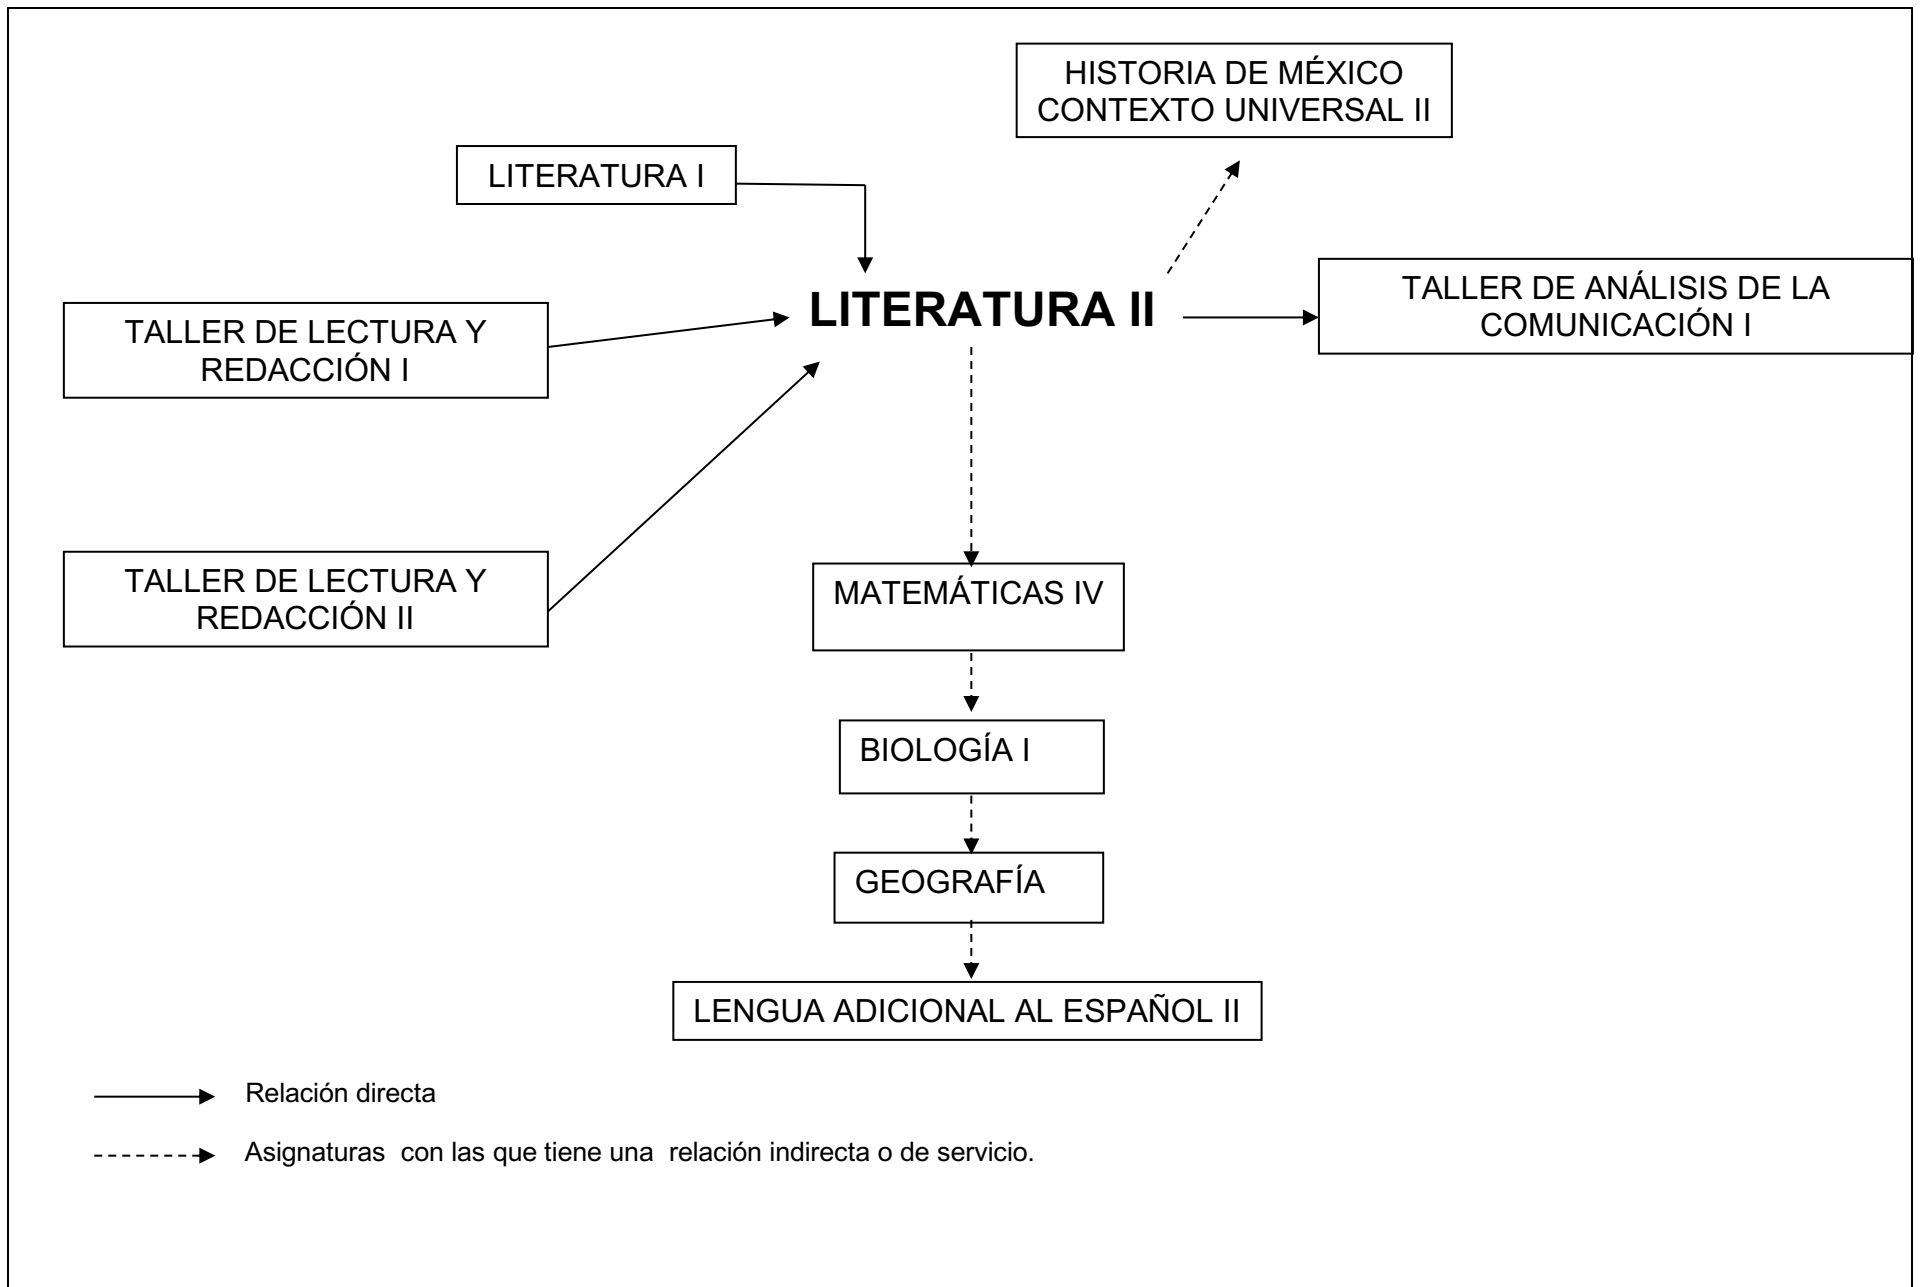 HISTORIA DE MÉXICO
CONTEXTO UNIVERSAL II
LITERATURA I
LITERATURA II
TALLER DE ANÁLISIS DE LA
COMUNICACIÓN I
TALLER DE LECTURA Y
REDACCIÓN I
TALLER DE LECTURA Y
REDACCIÓN II
MATEMÁTICAS IV
BIOLOGÍA I
GEOGRAFÍA
LENGUA ADICIONAL AL ESPAÑOL II
Relación directa
Asignaturas  con las que tiene una  relación indirecta o de servicio.